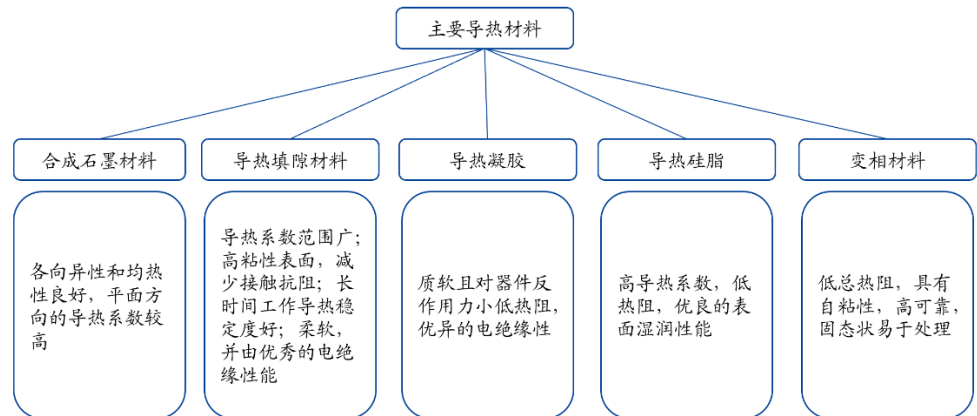 主要导热材料
合成石墨材料
导热填隙材料
导热凝胶
导热硅脂
变相材料
各向异性和均热
性良好，平面方
向的导热系数较
高
导热系数范围广；
高粘性表面，减
少接触抗阻；长
时间工作导热稳
定度好；柔软，
并由优秀的电绝
缘性能
质软且对器件反
作用力小低热阻，
优异的电绝缘性
高导热系数，低
热阻，优良的表
面湿润性能
低总热阻，具有
自粘性，高可靠，
固态状易于处理